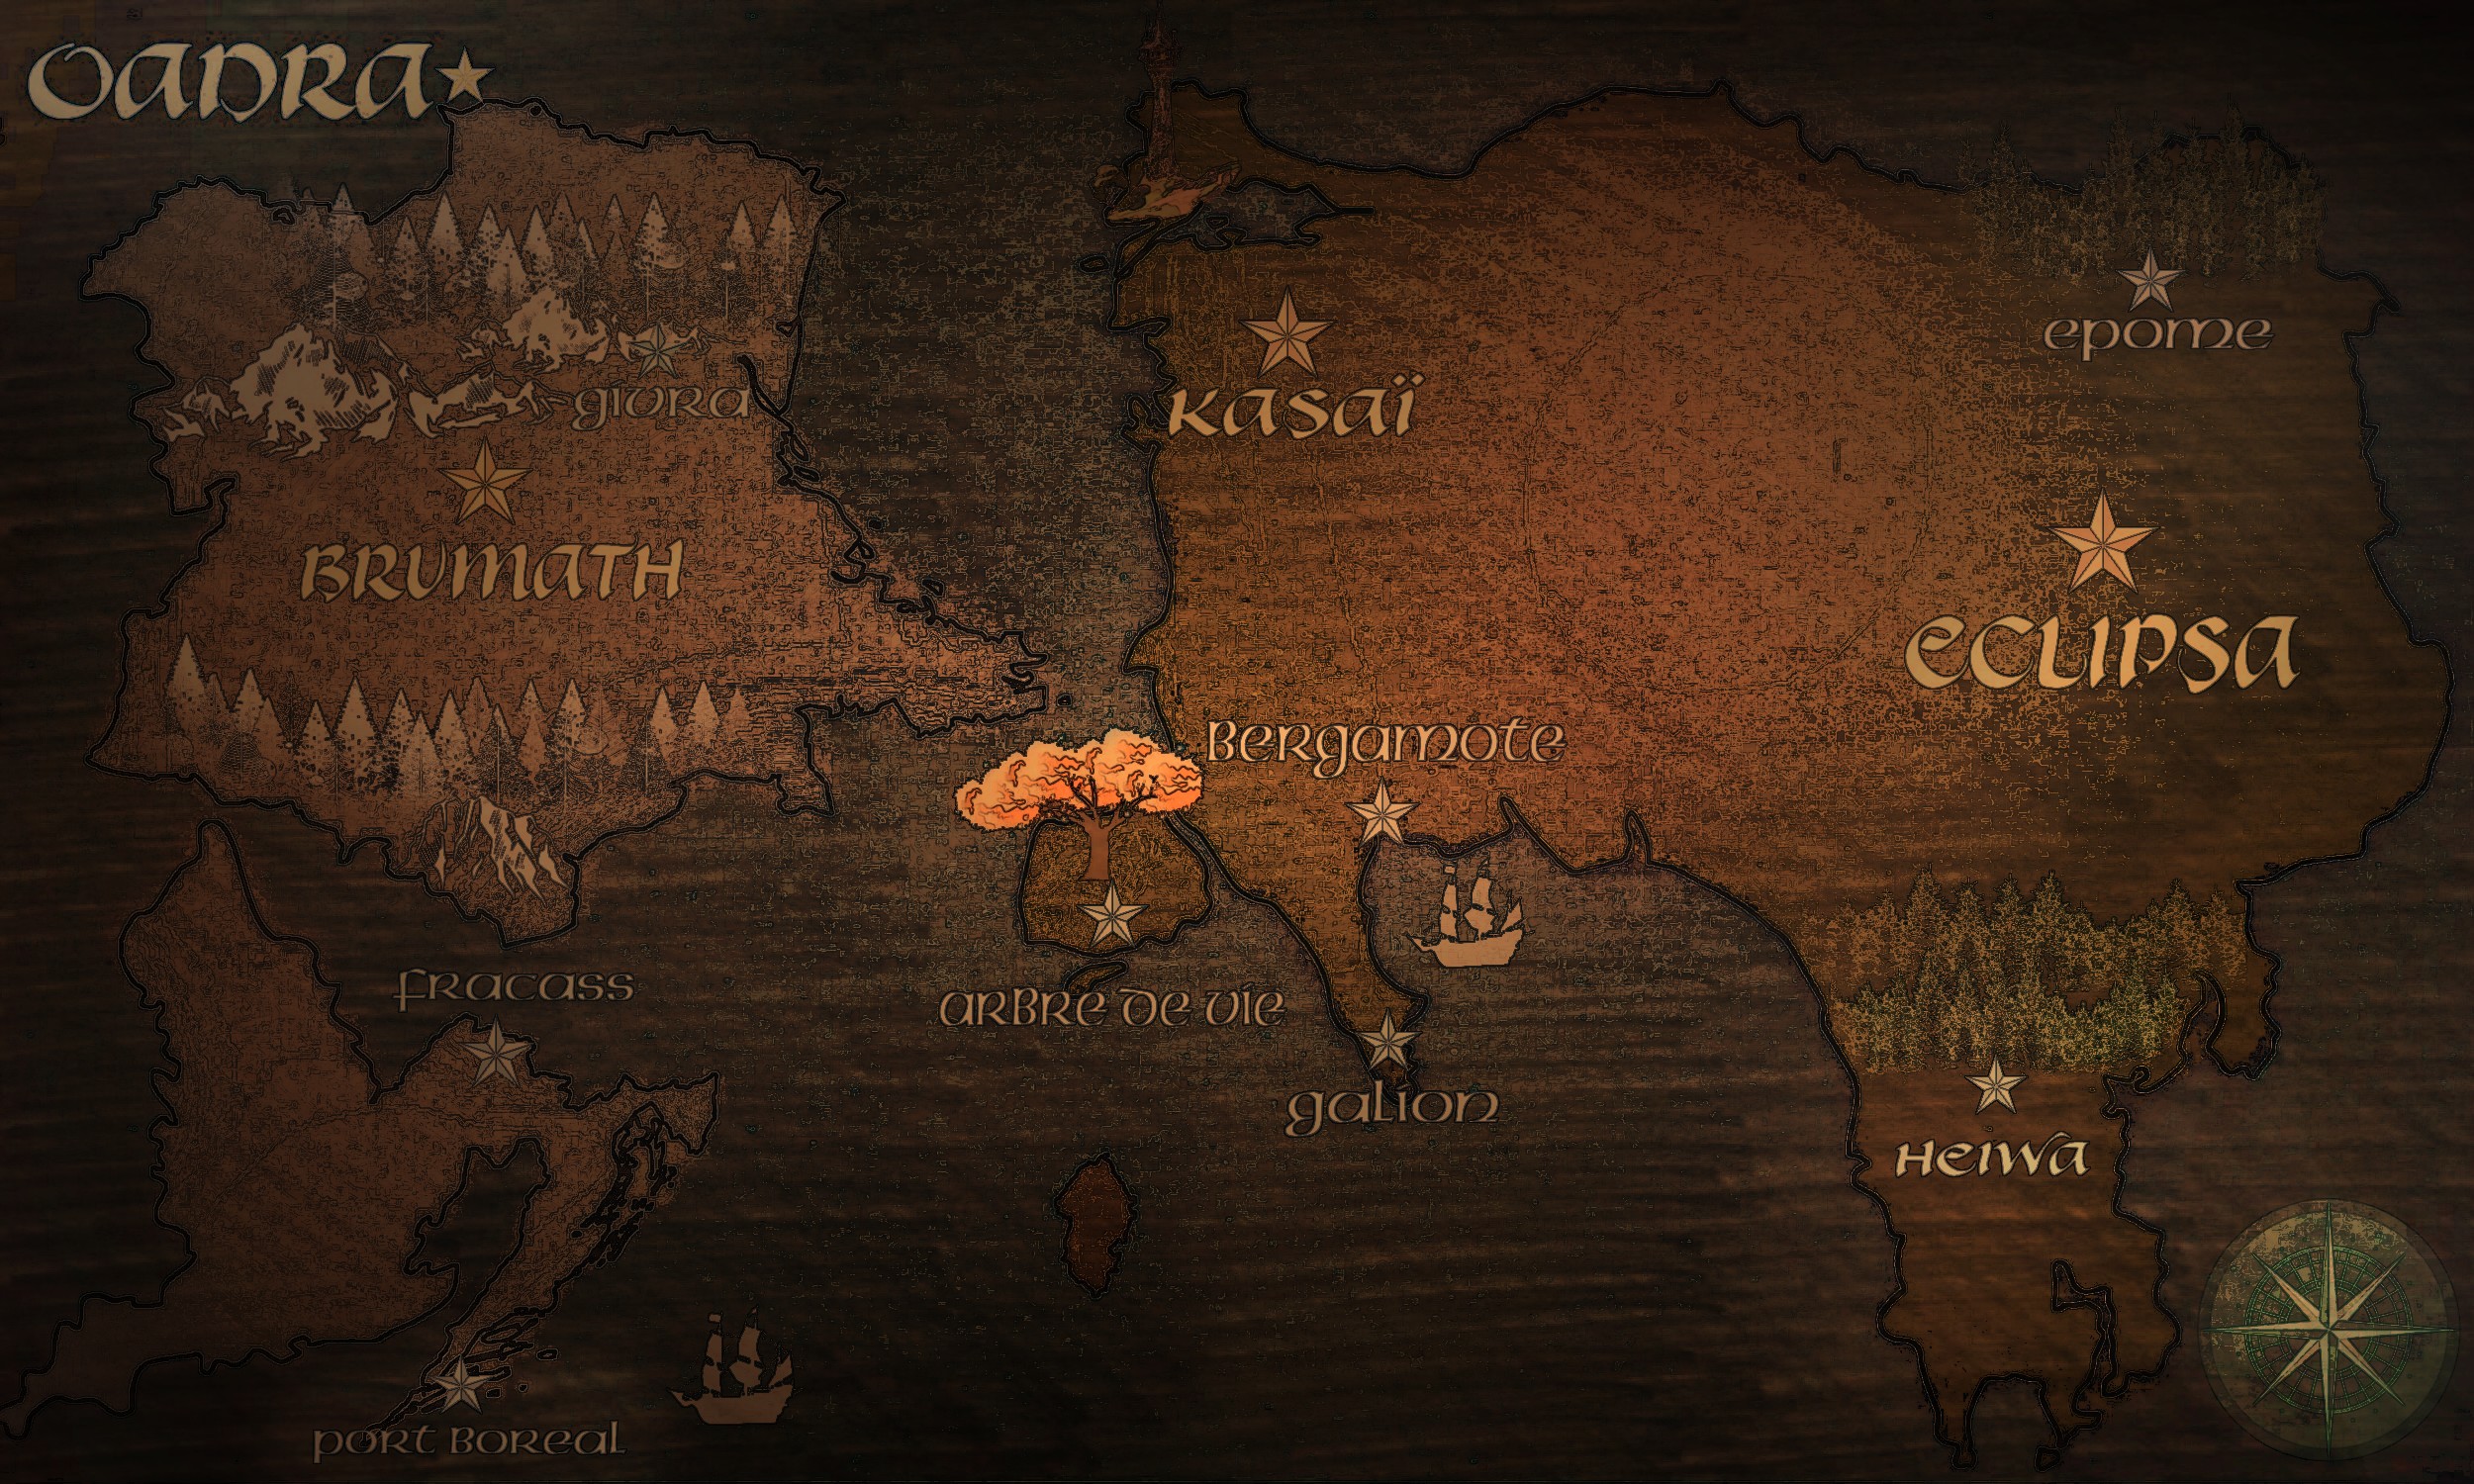 OADRA
epome
KASAÏ
GIVRA
BRUMATH
ECLIPSA
Bergamote
FRACASS
ARBRE DE VIE
GALION
HEIWA
PORT BOREAL